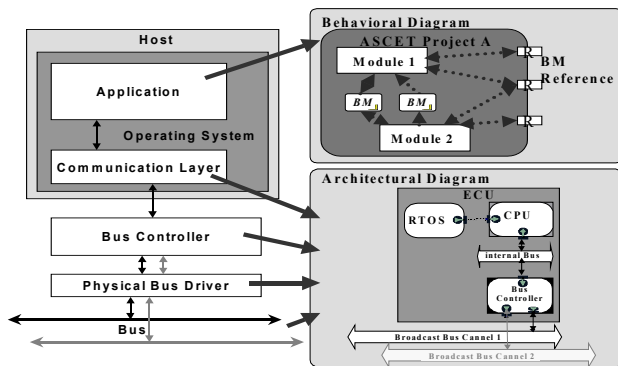 Host
Application
Operating System
Communication Layer
Bus Controller
Physical Bus Driver
Bus
Behavioral Diagram
ASCET Project A
Module 1
BM
BM
Module 2
R
R
R
BM
Reference
Architectural Diagram
ECU
RTOS
CPU
internal Bus
Bus
Controller
Broadcast Bus Cannel 1
Broadcast Bus Cannel 2